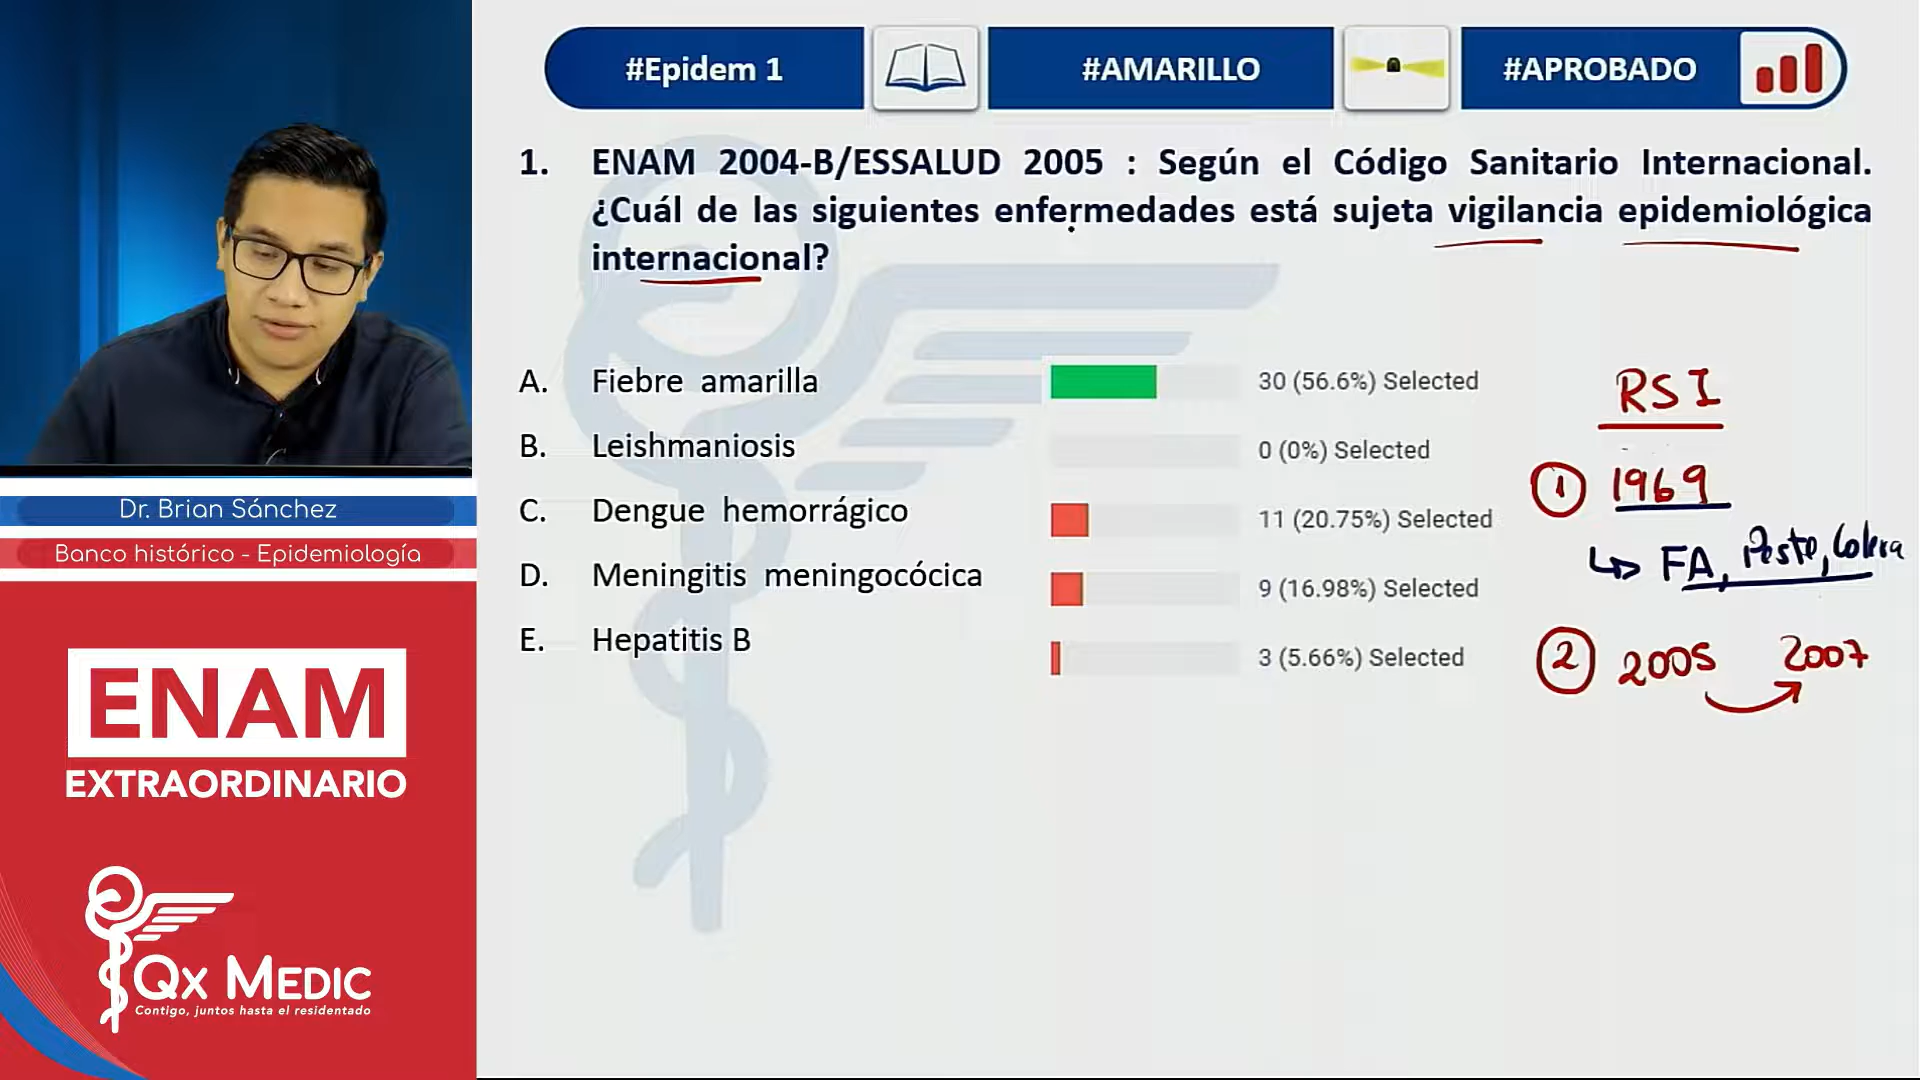 #Epidem 1
#AMARILLO
#APROBADO
1. ENAM 2004-B/ESSALUD 2005 : Según el Código Sanitario Internacional.
¿Cuál de las siguientes enfermedades está sujeta vigilancia epidemiológica
internacional?
A. Fiebre amarilla 30 (56.6%) Selected
B. Leishmaniosis 0 (0%) Selected
C. Dengue hemorrágico 11 (20.75%) Selected
D. Meningitis meningocócica 9 (16.98%) Selected
E. Hepatitis B 3 (5.66%) Selected
RSI
1 1969
↳ FA, Peste, Colera
2 2005 2007
Dr. Brian Sánchez
Banco histórico - Epidemiología
ENAM
EXTRAORDINARIO
QX MEDIC
Contigo, juntos hasta el residentado